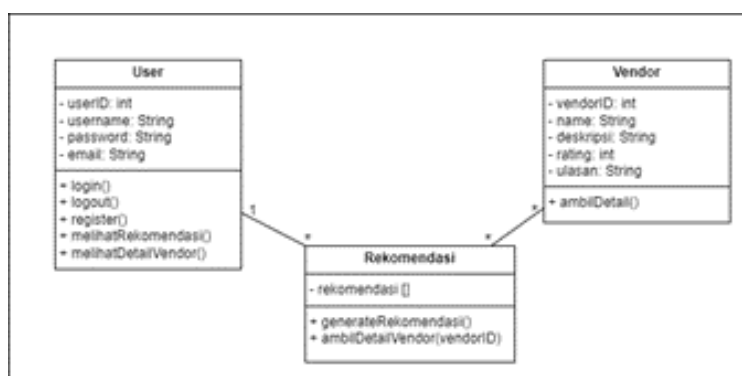 User
- userID: int
- username: String
- password: String
- email: String
+ login()
+ logout()
+ register()
+ melihatRekomendasi()
+ melihatDetailVendor()
Vendor
- vendorID: int
- name: String
- deskripsi: String
- rating: int
- ulasan: String
+ ambilDetail()
1
*
*
*
Rekomendasi
- rekomendasi []
+ generateRekomendasi()
+ ambilDetailVendor(vendorID)